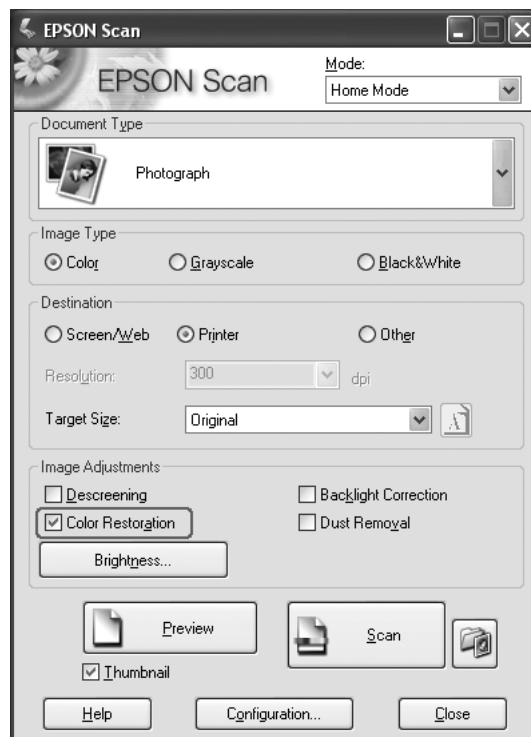 EPSON Scan
EPSON Scan
Mode:
Home Mode
Document Type
Photograph
Image Type
Color
Grayscale
Black&White
Destination
Screen/Web
Printer
Other
Resolution:
300
dpi
Target Size:
Original
Image Adjustments
Descreening
Backlight Correction
Color Restoration
Dust Removal
Brightness...
Preview
Scan
Thumbnail
Help
Configuration...
Close